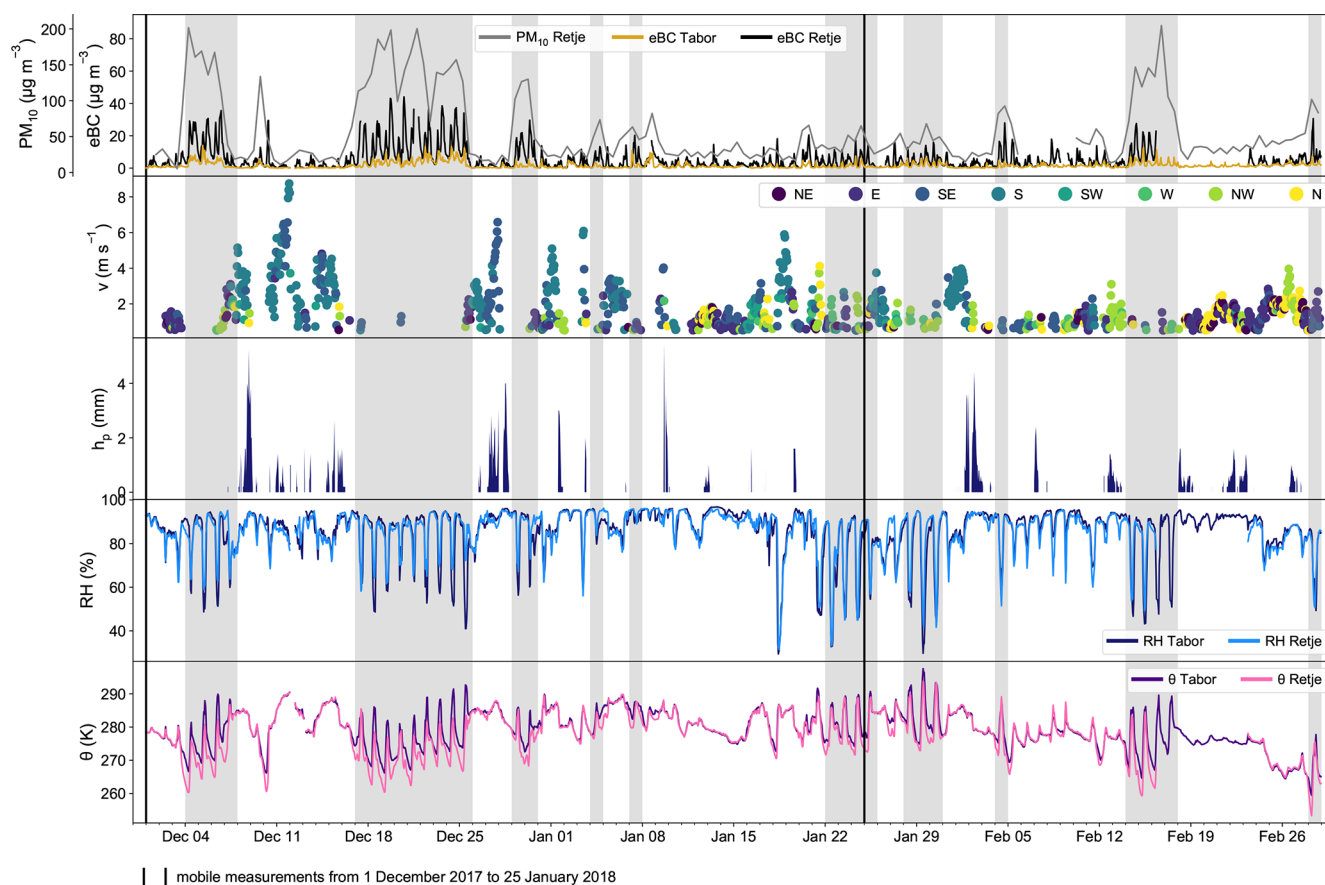 PM10 Retje eBC Tabor eBC Retje
PM10 (µg m−3)
200
150
100
50
0
eBC (µg m−3)
80
60
40
20
0
NE E SE S SW W NW N
v (m s−1)
8
6
4
2
hp (mm)
4
2
0
RH (%)
100
80
60
40
RH Tabor RH Retje
θ Tabor θ Retje
θ (K)
290
280
270
260
Dec 04 Dec 11 Dec 18 Dec 25 Jan 01 Jan 08 Jan 15 Jan 22 Jan 29 Feb 05 Feb 12 Feb 19 Feb 26
mobile measurements from 1 December 2017 to 25 January 2018